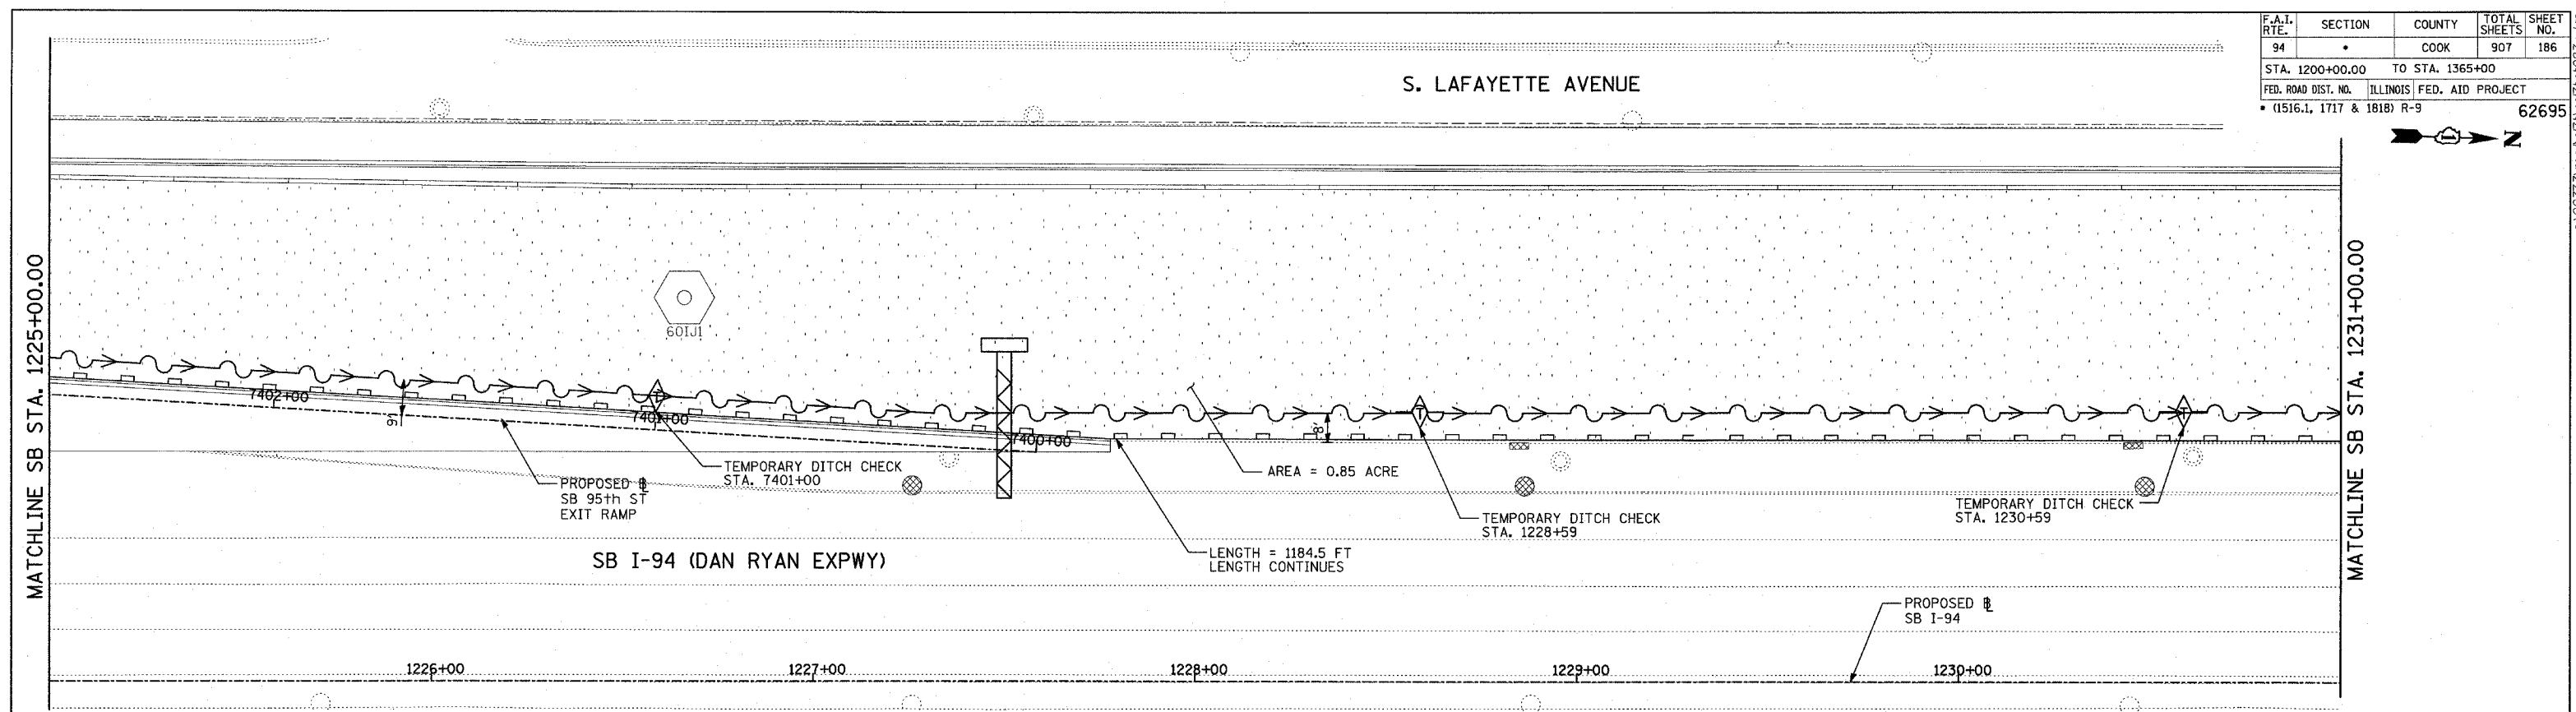 F.A.I. RTE. SECTION COUNTY TOTAL SHEETS SHEET NO.
94 • COOK 907 186
STA. 1200+00.00 TO STA. 1365+00
FED. ROAD DIST. NO. ILLINOIS FED. AID PROJECT
• (1516.1, 1717 & 1818) R-9
62695
N
S. LAFAYETTE AVENUE
MATCHLINE SB STA. 1225+00.00
MATCHLINE SB STA. 1231+00.00
60IJ1
7402+00
7401+00
7400+00
T
T
T
8'
TEMPORARY DITCH CHECK
STA. 7401+00
PROPOSED
SB 95th ST
EXIT RAMP
AREA = 0.85 ACRE
TEMPORARY DITCH CHECK
STA. 1228+59
TEMPORARY DITCH CHECK
STA. 1230+59
LENGTH = 1184.5 FT
LENGTH CONTINUES
SB I-94 (DAN RYAN EXPWY)
PROPOSED
SB I-94
1226+00
1227+00
1228+00
1229+00
1230+00